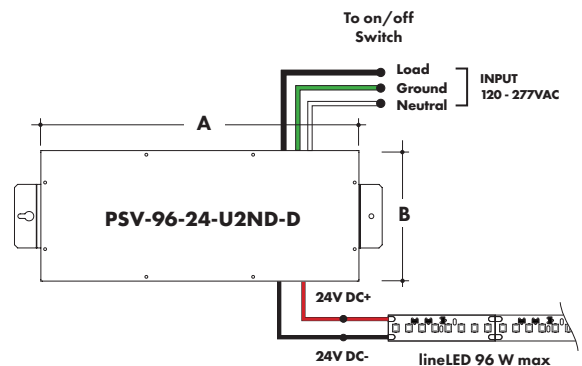 To on/off
Switch
Load
Ground
Neutral
INPUT
120 - 277VAC
A
B
PSV-96-24-U2ND-D
24V DC+
24V DC-
lineLED 96 W max